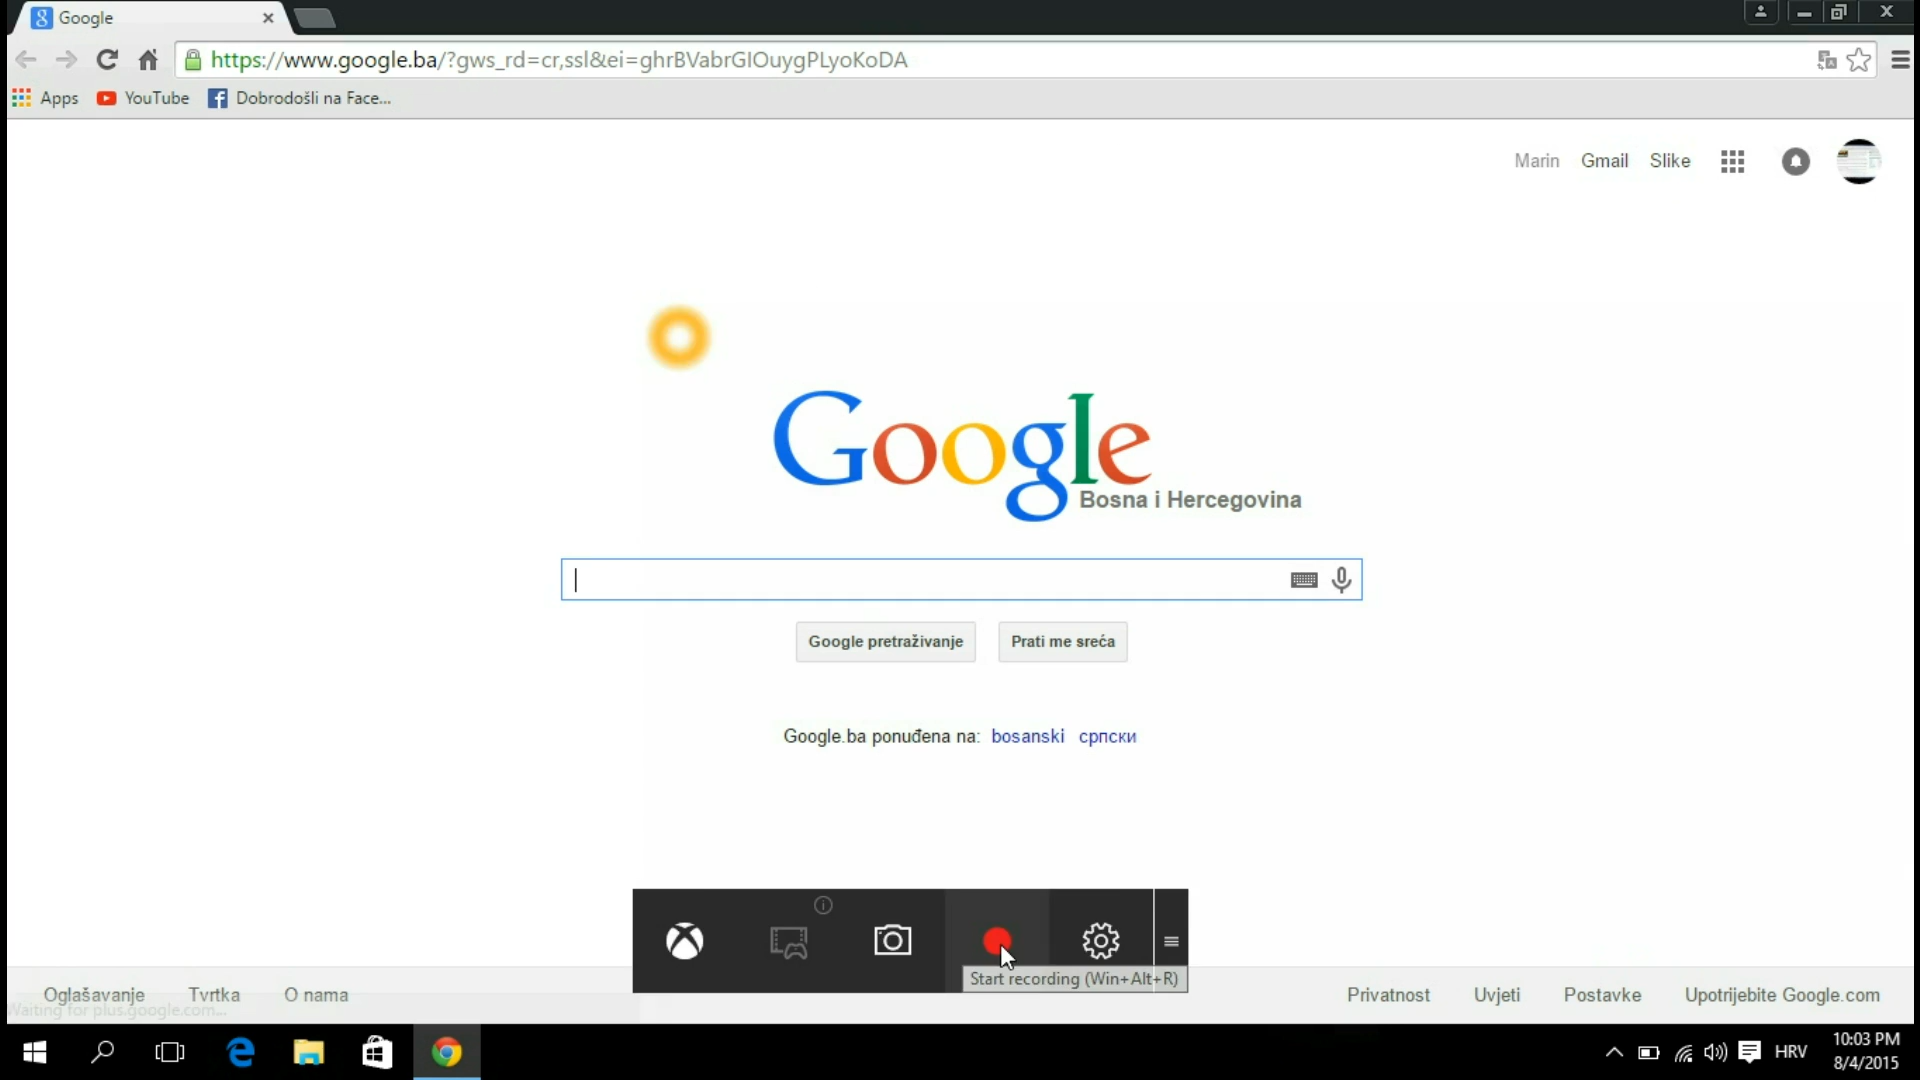 Google
https://www.google.ba/?gws_rd=cr,ssl&ei=ghrBVabrGIOuygPLyoKoDA
Apps YouTube Dobrodošli na Face...
Marin Gmail Slike
Google
Bosna i Hercegovina
Google pretraživanje Prati me sreća
Google.ba ponuđena na: bosanski српски
Start recording (Win+Alt+R)
Oglašavanje Tvrtka O nama Privatnost Uvjeti Postavke Upotrijebite Google.com
Waiting for plus.google.com...
HRV 10:03 PM
8/4/2015